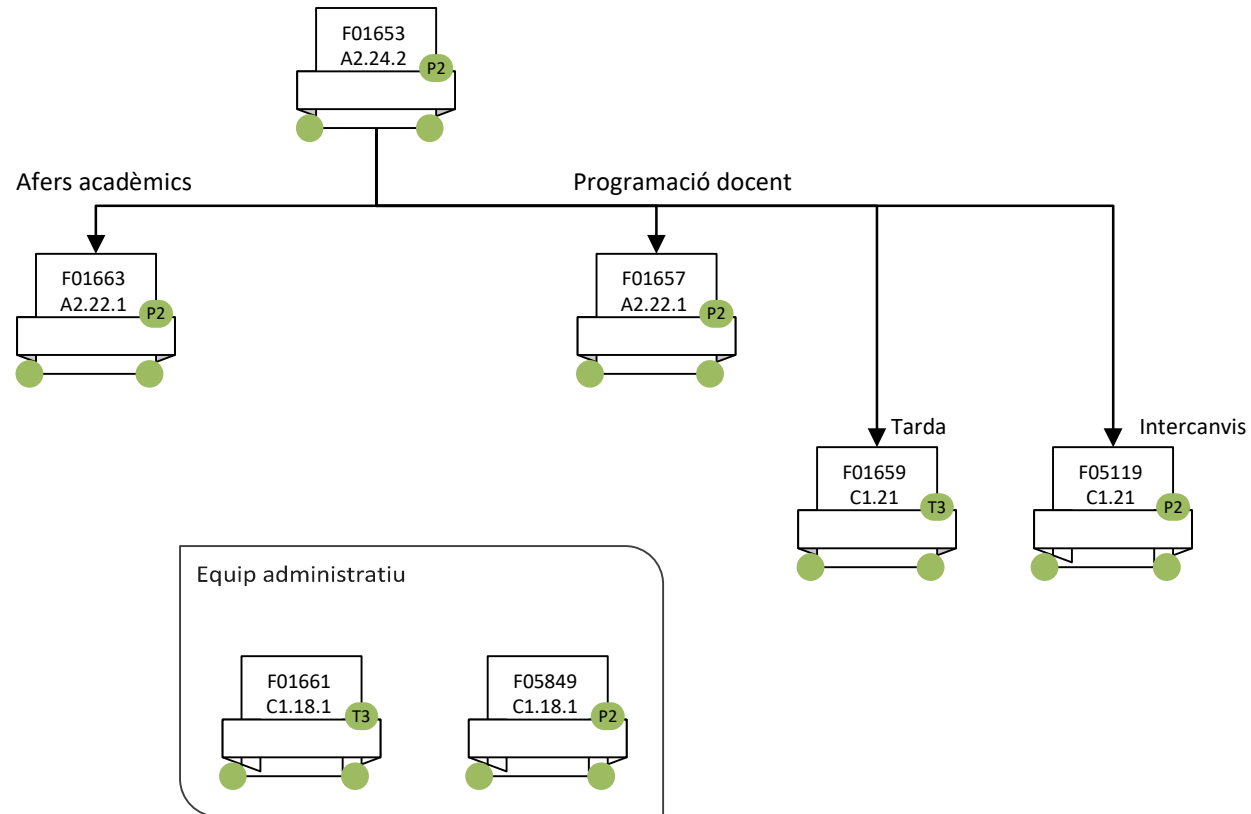 F01653
A2.24.2
P2
Afers acadèmics
Programació docent
F01663
A2.22.1
P2
F01657
A2.22.1
P2
Tarda
Intercanvis
F01659
C1.21
T3
F05119
C1.21
P2
Equip administratiu
F01661
C1.18.1
T3
F05849
C1.18.1
P2